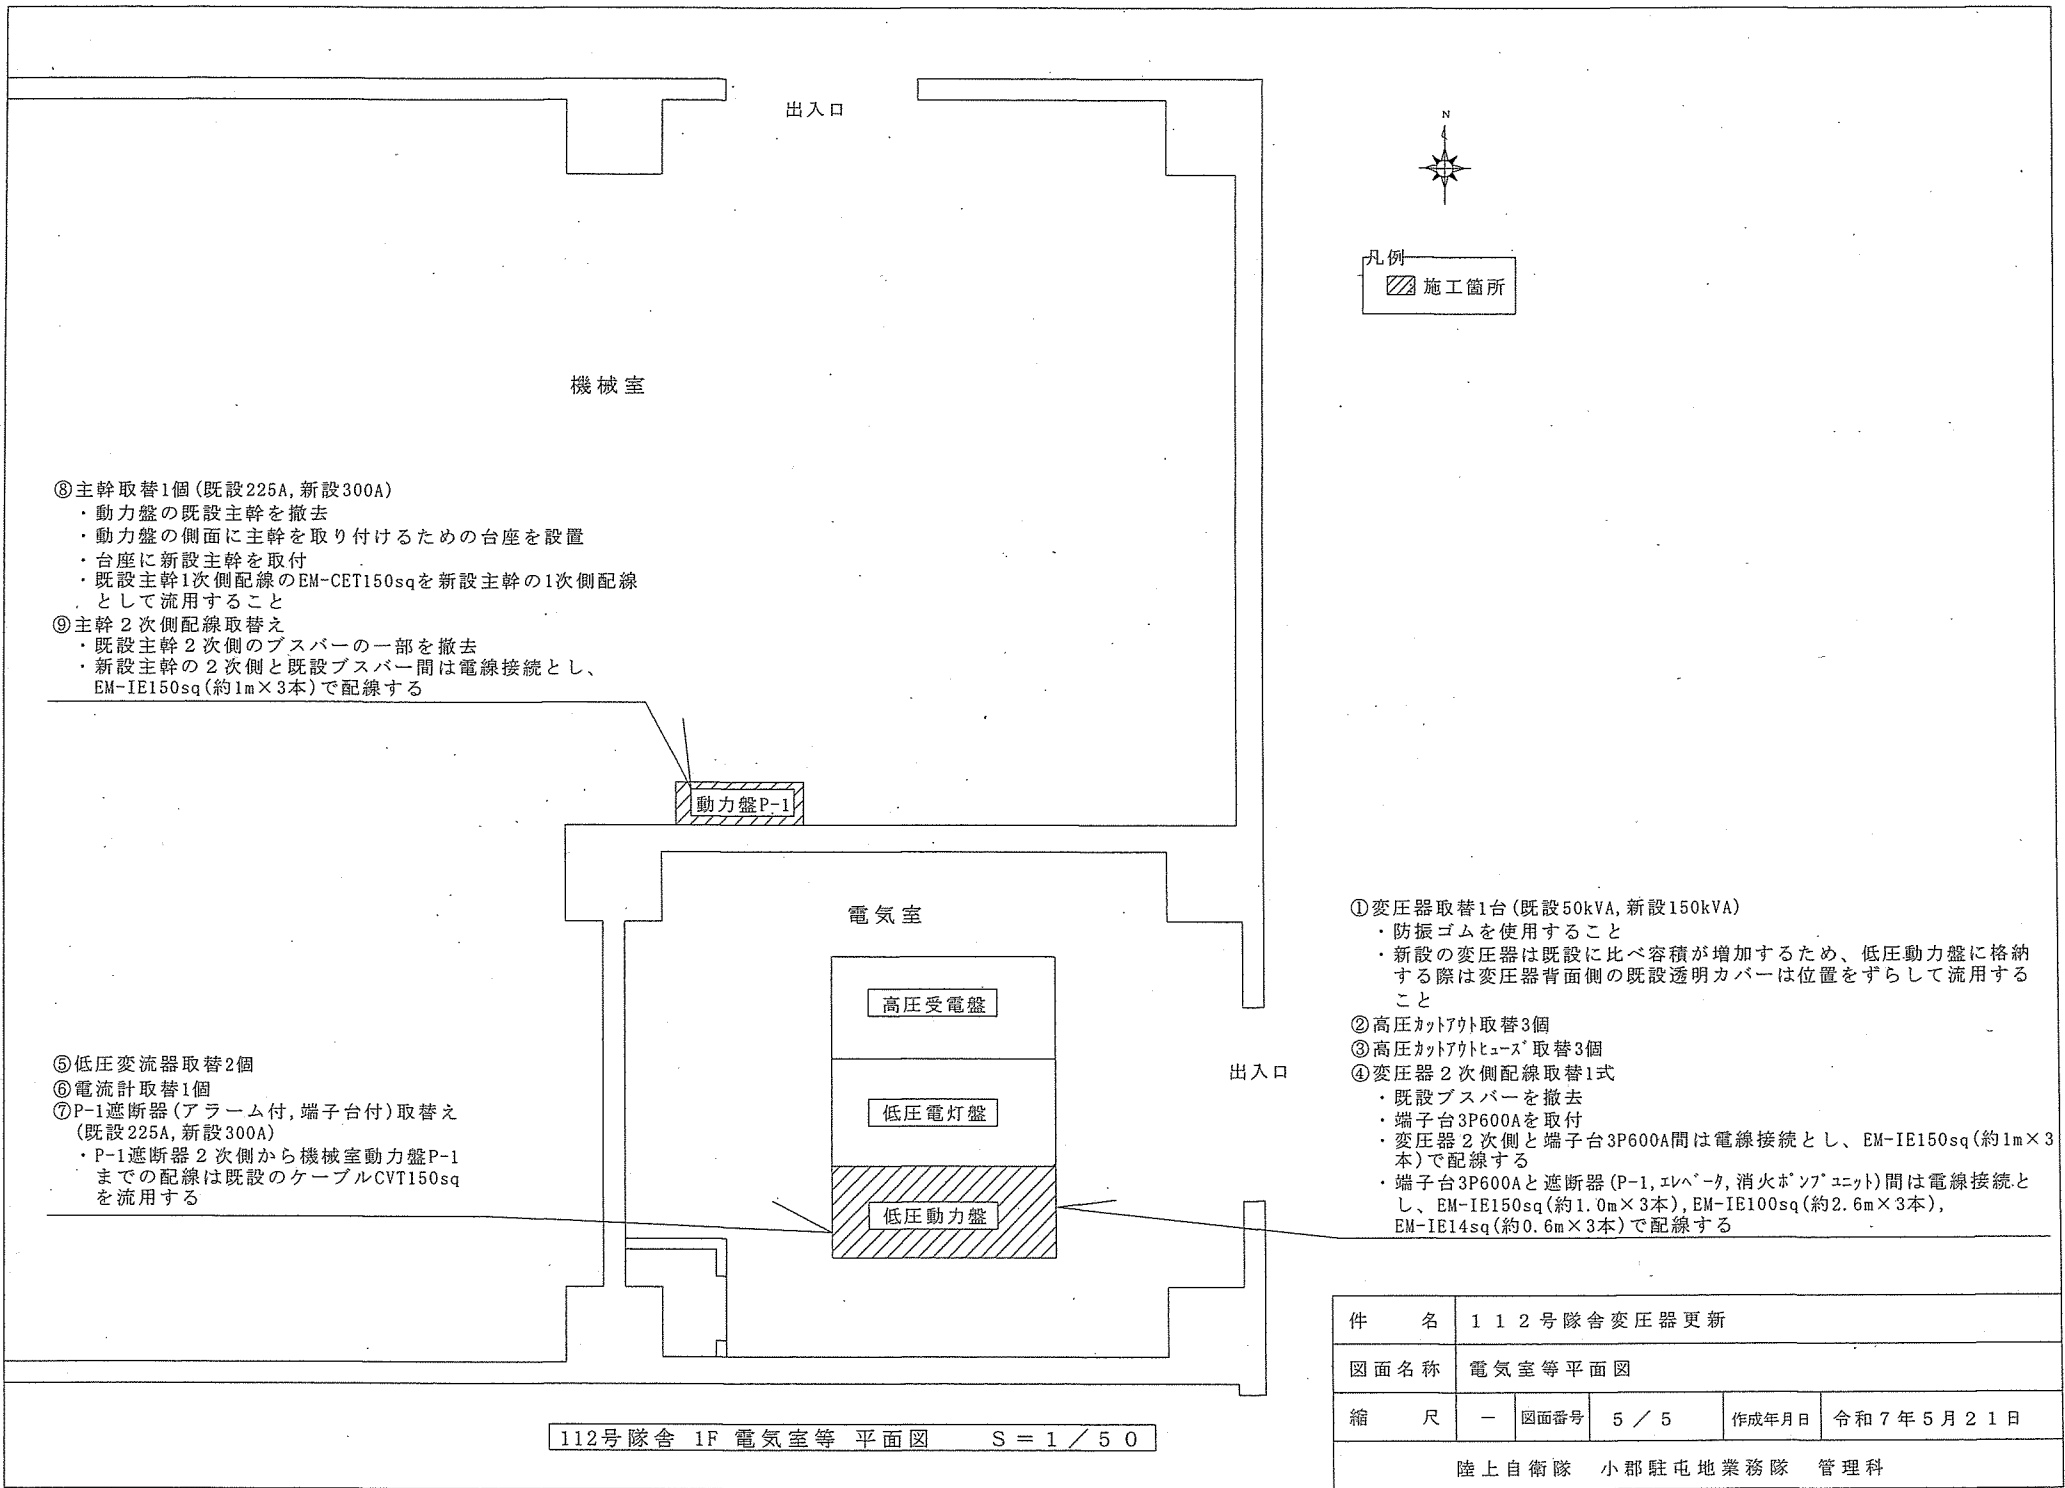 出入口
N
凡例
施工箇所
機械室
⑧主幹取替1個(既設225A,新設300A)
・動力盤の既設主幹を撤去
・動力盤の側面に主幹を取り付けるための台座を設置
・台座に新設主幹を取付
・既設主幹1次側配線のEM-CET150sqを新設主幹の1次側配線
として流用すること
⑨主幹２次側配線取替え
・既設主幹２次側のブスバーの一部を撤去
・新設主幹の２次側と既設ブスバー間は電線接続とし、
EM-IE150sq(約1m×3本)で配線する
動力盤P-1
電気室
高圧受電盤
低圧電灯盤
低圧動力盤
出入口
⑤低圧変流器取替2個
⑥電流計取替1個
⑦P-1遮断器(アラーム付,端子台付)取替え
(既設225A,新設300A)
・P-1遮断器２次側から機械室動力盤P-1
までの配線は既設のケーブルCVT150sq
を流用する
①変圧器取替1台(既設50kVA,新設150kVA)
・防振ゴムを使用すること
・新設の変圧器は既設に比べ容積が増加するため、低圧動力盤に格納
する際は変圧器背面側の既設透明カバーは位置をずらして流用する
こと
②高圧ｶｯﾄｱｳﾄ取替3個
③高圧ｶｯﾄｱｳﾄﾋｭｰｽﾞ取替3個
④変圧器２次側配線取替1式
・既設ブスバーを撤去
・端子台3P600Aを取付
・変圧器２次側と端子台3P600A間は電線接続とし、EM-IE150sq(約1m×3
本)で配線する
・端子台3P600Aと遮断器(P-1,ｴﾚﾍﾞｰﾀ,消火ﾎﾟﾝﾌﾟﾕﾆｯﾄ)間は電線接続と
し、EM-IE150sq(約1.0m×3本),EM-IE100sq(約2.6m×3本),
EM-IE14sq(約0.6m×3本)で配線する
112号隊舎 1F 電気室等 平面図 S＝１／５０
件名 １１２号隊舎変圧器更新
図面名称 電気室等平面図
縮尺 － 図面番号 ５／５ 作成年月日 令和７年５月２１日
陸上自衛隊 小郡駐屯地業務隊 管理科